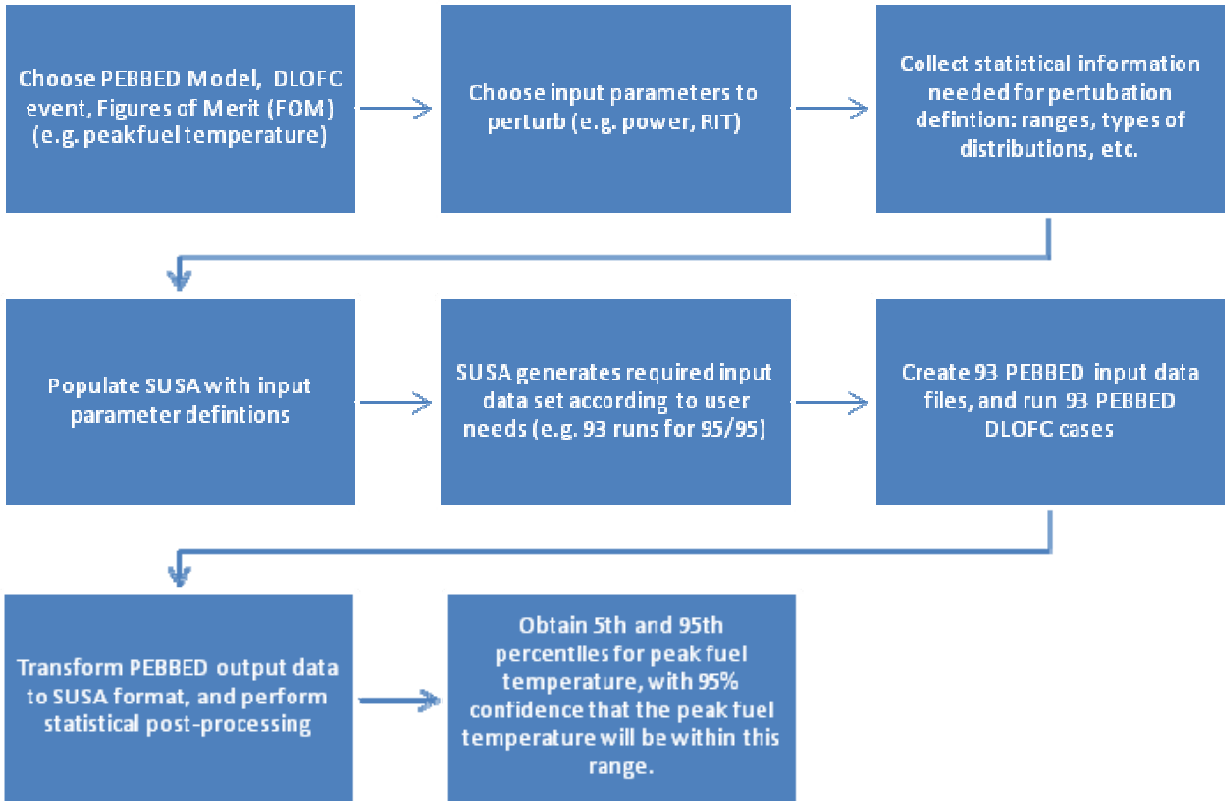 Choose PEBBED Model, DLOFC
event, Figures of Merit (FOM)
(e.g. peak fuel temperature)
Choose input parameters to
perturb (e.g. power, RIT)
Collect statistical information
needed for pertubation
defintion: ranges, types of
distributions, etc.
Populate SUSA with input
parameter defintions
SUSA generates required input
data set according to user
needs (e.g. 93 runs for 95/95)
Create 93 PEBBED input data
files, and run 93 PEBBED
DLOFC cases
Transform PEBBED output data
to SUSA format, and perform
statistical post-processing
Obtain 5th and 95th
percentiles for peak fuel
temperature, with 95%
confidence that the peak fuel
temperature will be within this
range.